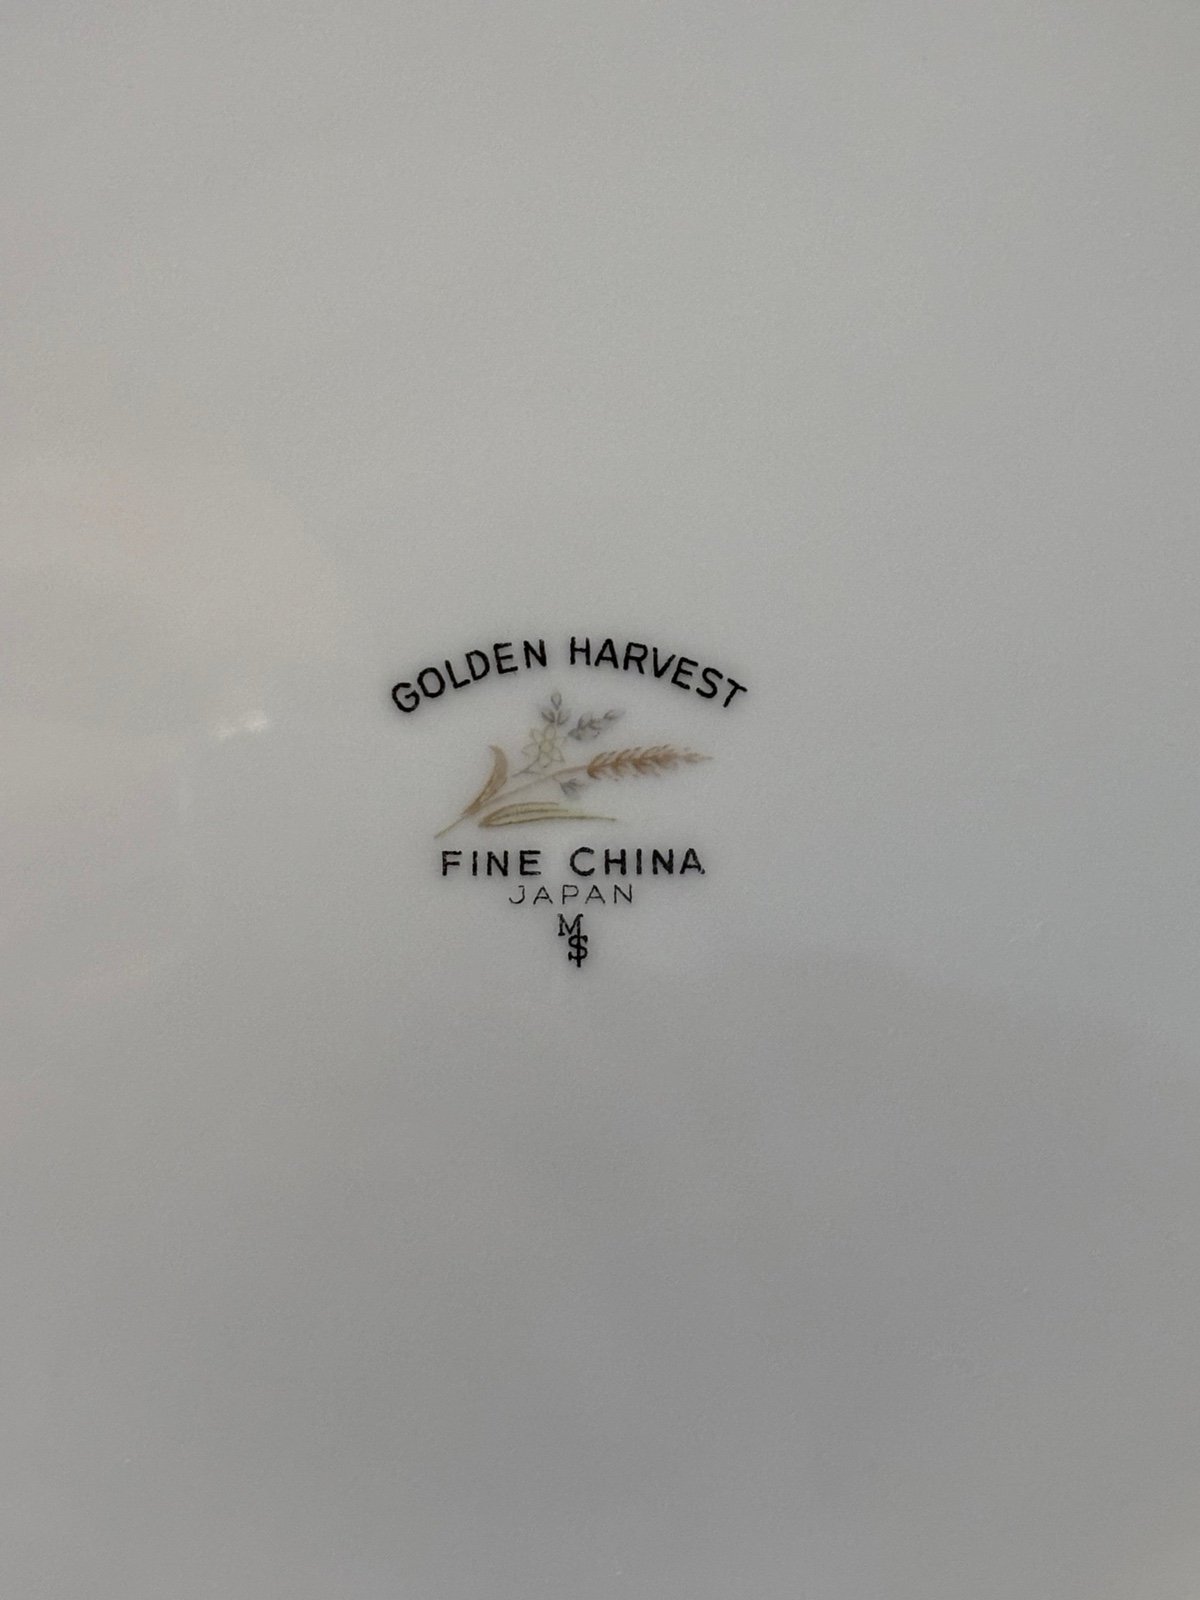 GOLDEN HARVEST
FINE CHINA
JAPAN
M
S